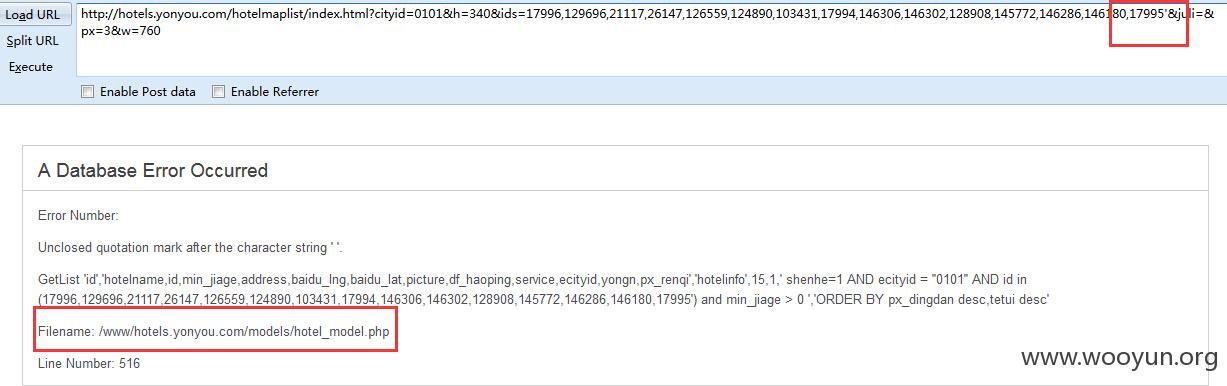 Load URL
http://hotels.yonyou.com/hotelmaplist/index.html?cityid=0101&h=340&ids=17996,129696,21117,26147,126559,124890,103431,17994,146306,146302,128908,145772,146286,146180,17995'&juli=&
px=3&w=760
Split URL
Execute
Enable Post data Enable Referrer
A Database Error Occurred
Error Number:
Unclosed quotation mark after the character string ' '.
GetList 'id','hotelname,id,min_jiage,address,baidu_lng,baidu_lat,picture,df_haoping,service,ecityid,yongn,px_renqi','hotelinfo',15,1,' shenhe=1 AND ecityid = "0101" AND id in
(17996,129696,21117,26147,126559,124890,103431,17994,146306,146302,128908,145772,146286,146180,17995') and min_jiage > 0 ','ORDER BY px_dingdan desc,tetui desc'
Filename: /www/hotels.yonyou.com/models/hotel_model.php
Line Number: 516
www.wooyun.org